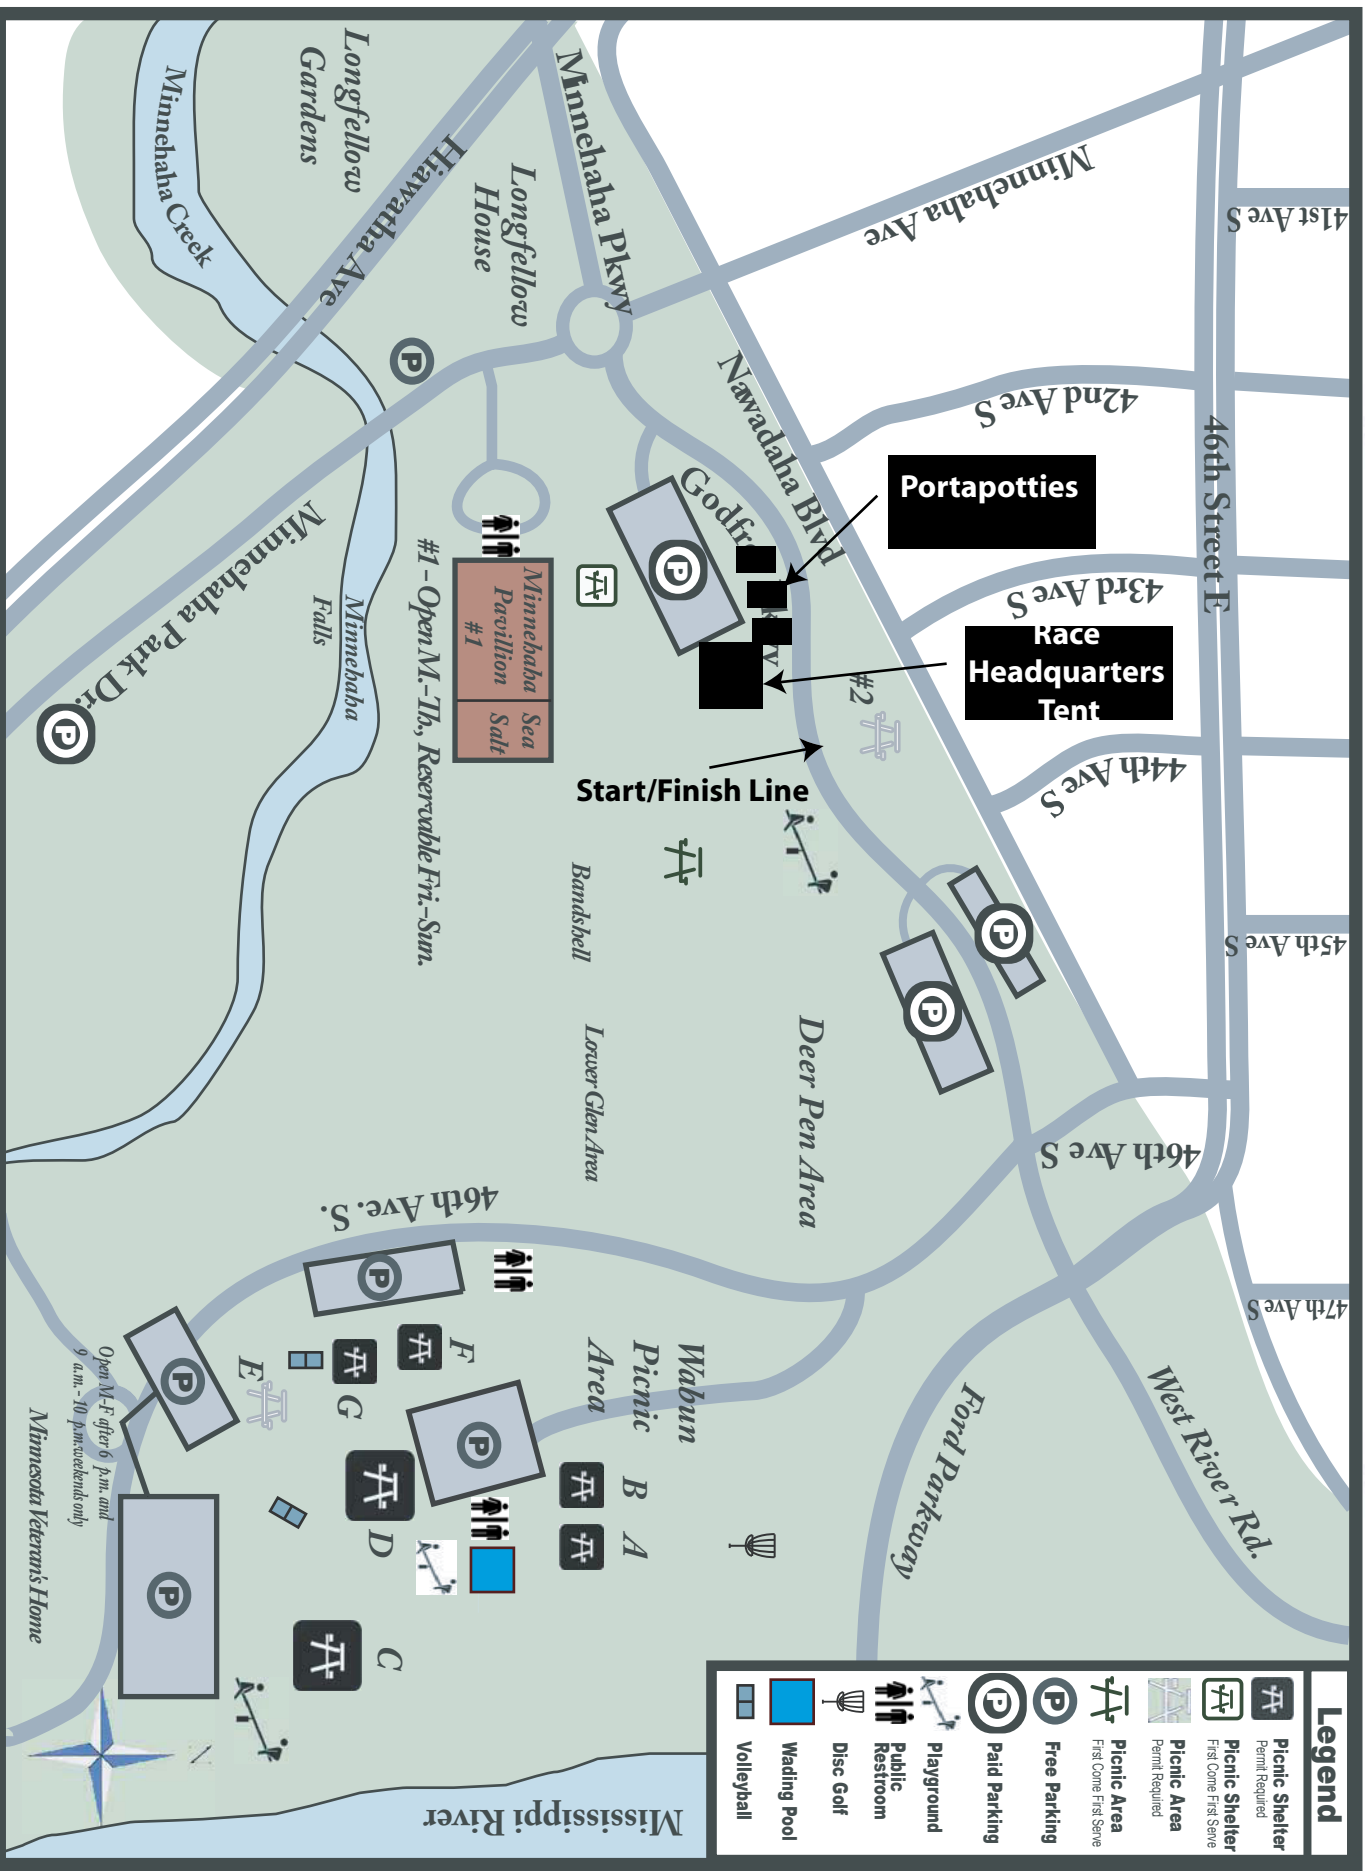 Longfellow
Gardens
Minnehaha Creek
Hiawatha Ave
Longfellow
House
Minnehaha Pkwy
Minnehaha Ave
41st Ave S
42nd Ave S
46th Street E
Nawadaha Blvd
Portapotties
43rd Ave S
Race
Headquarters
Tent
44th Ave S
45th Ave S
46th Ave S
47th Ave S
P
Godfr
#2
Start/Finish Line
Minnehaha
Pavillion
#1
Sea
Salt
#1 - Open M.-Th., Reservable Fri.-Sun.
Minnehaha
Falls
Minnehaha Park Dr.
P
P
Bandshell
Lower Glen Area
Deer Pen Area
P
P
46th Ave. S.
P
P
P
P
Wabun
Picnic
Area
A
B
C
D
E
F
G
Ford Parkway
West River Rd.
Open M-F after 6 p.m. and
9 a.m. - 10 p.m. weekends only
Minnesota Veteran's Home
N
Mississippi River
Legend
Picnic Shelter
Permit Required
Picnic Shelter
First Come First Serve
Picnic Area
Permit Required
Picnic Area
First Come First Serve
P
Free Parking
P
Paid Parking
Playground
Public
Restroom
Disc Golf
Wading Pool
Volleyball